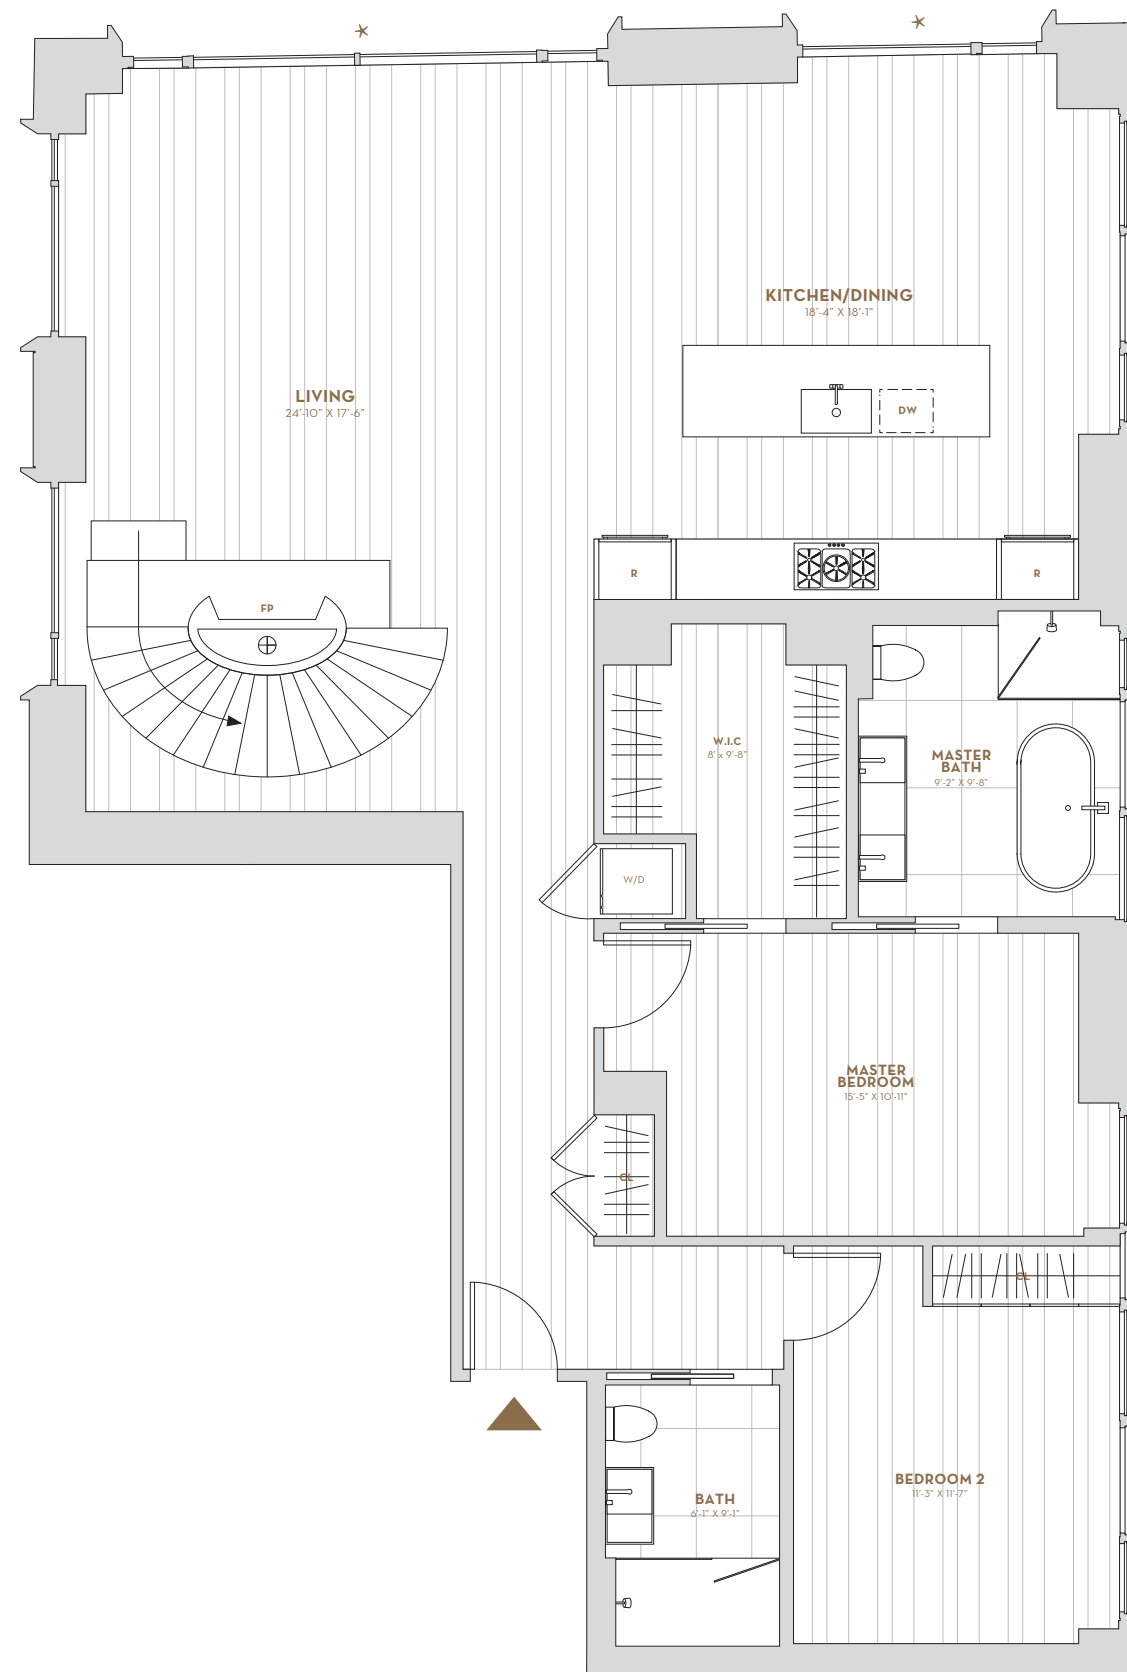 KITCHEN/DINING
18'-4" X 18'-1"
LIVING
24'-10" X 17'-6"
DW
R
R
FP
W.I.C
8' x 9'-8"
MASTER
BATH
9'-2" X 9'-8"
W/D
MASTER
BEDROOM
15'-5" X 10'-11"
CL
CL
BEDROOM 2
11'-3" X 11'-7"
BATH
6'-1" X 9'-1"